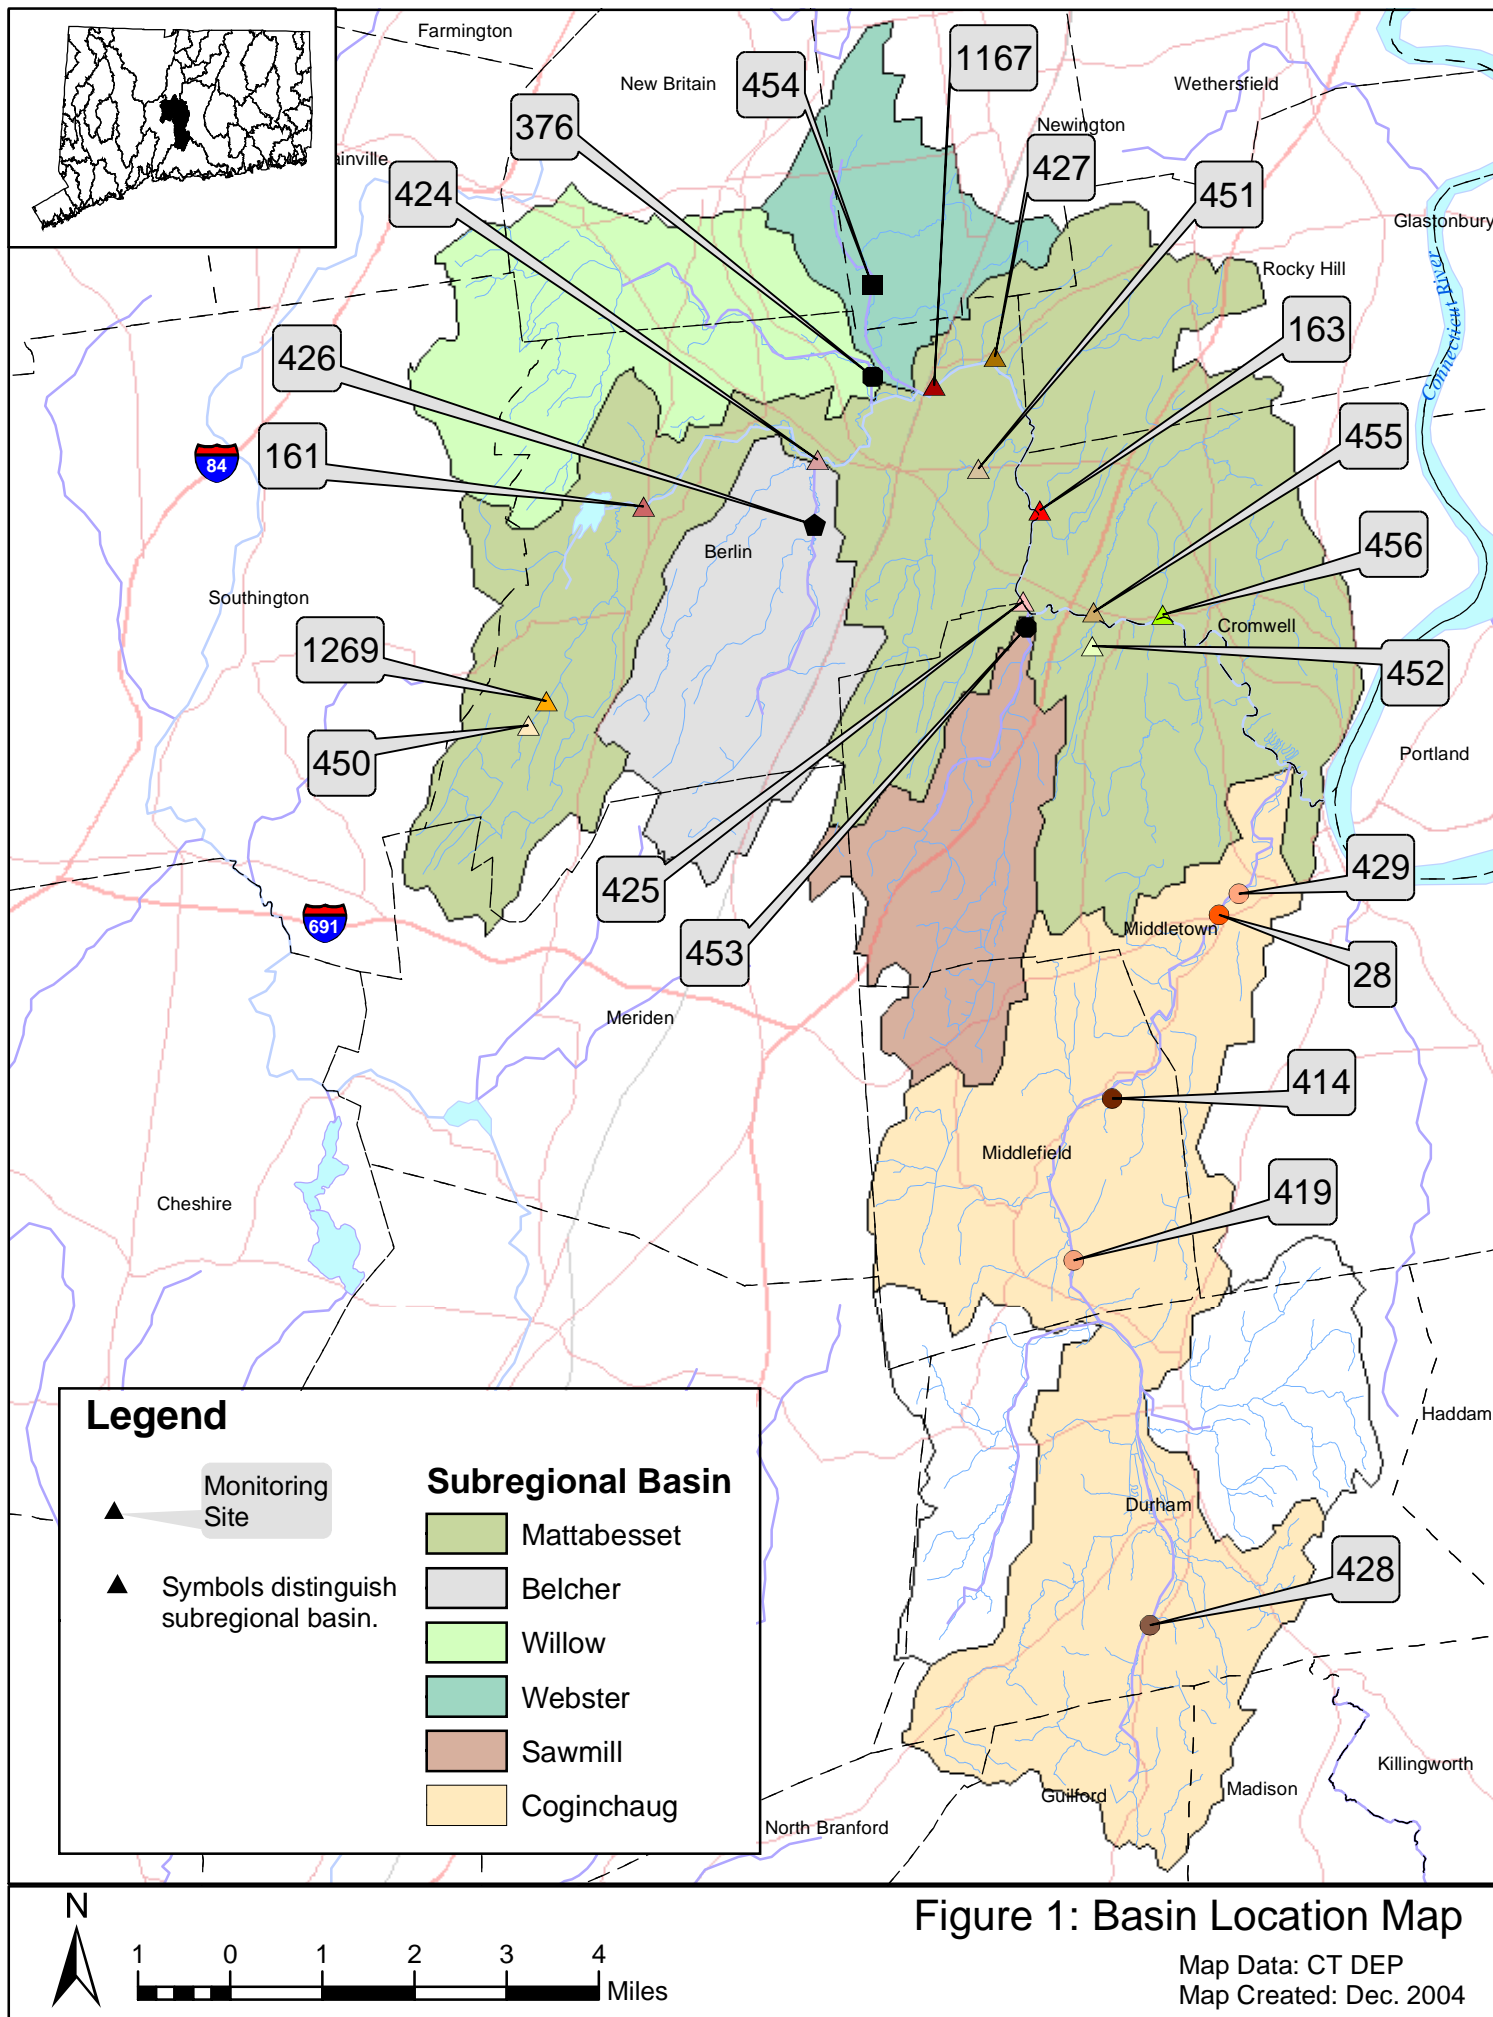 Farmington
New Britain
454
1167
Wethersfield
376
Newington
ainville
424
427
451
Glastonbury
Rocky Hill
Connecticut River
163
426
455
84
161
456
Berlin
Southington
Cromwell
1269
452
450
Portland
425
429
691
Middletown
453
28
Meriden
414
Middlefield
419
Cheshire
Legend
Haddam
Monitoring
Site
Subregional Basin
Durham
Mattabesset
Symbols distinguish
subregional basin.
Belcher
428
Willow
Webster
Sawmill
Killingworth
Coginchaug
Guilford
Madison
North Branford
N
Figure 1: Basin Location Map
1 0 1 2 3 4
Miles
Map Data: CT DEP
Map Created: Dec. 2004